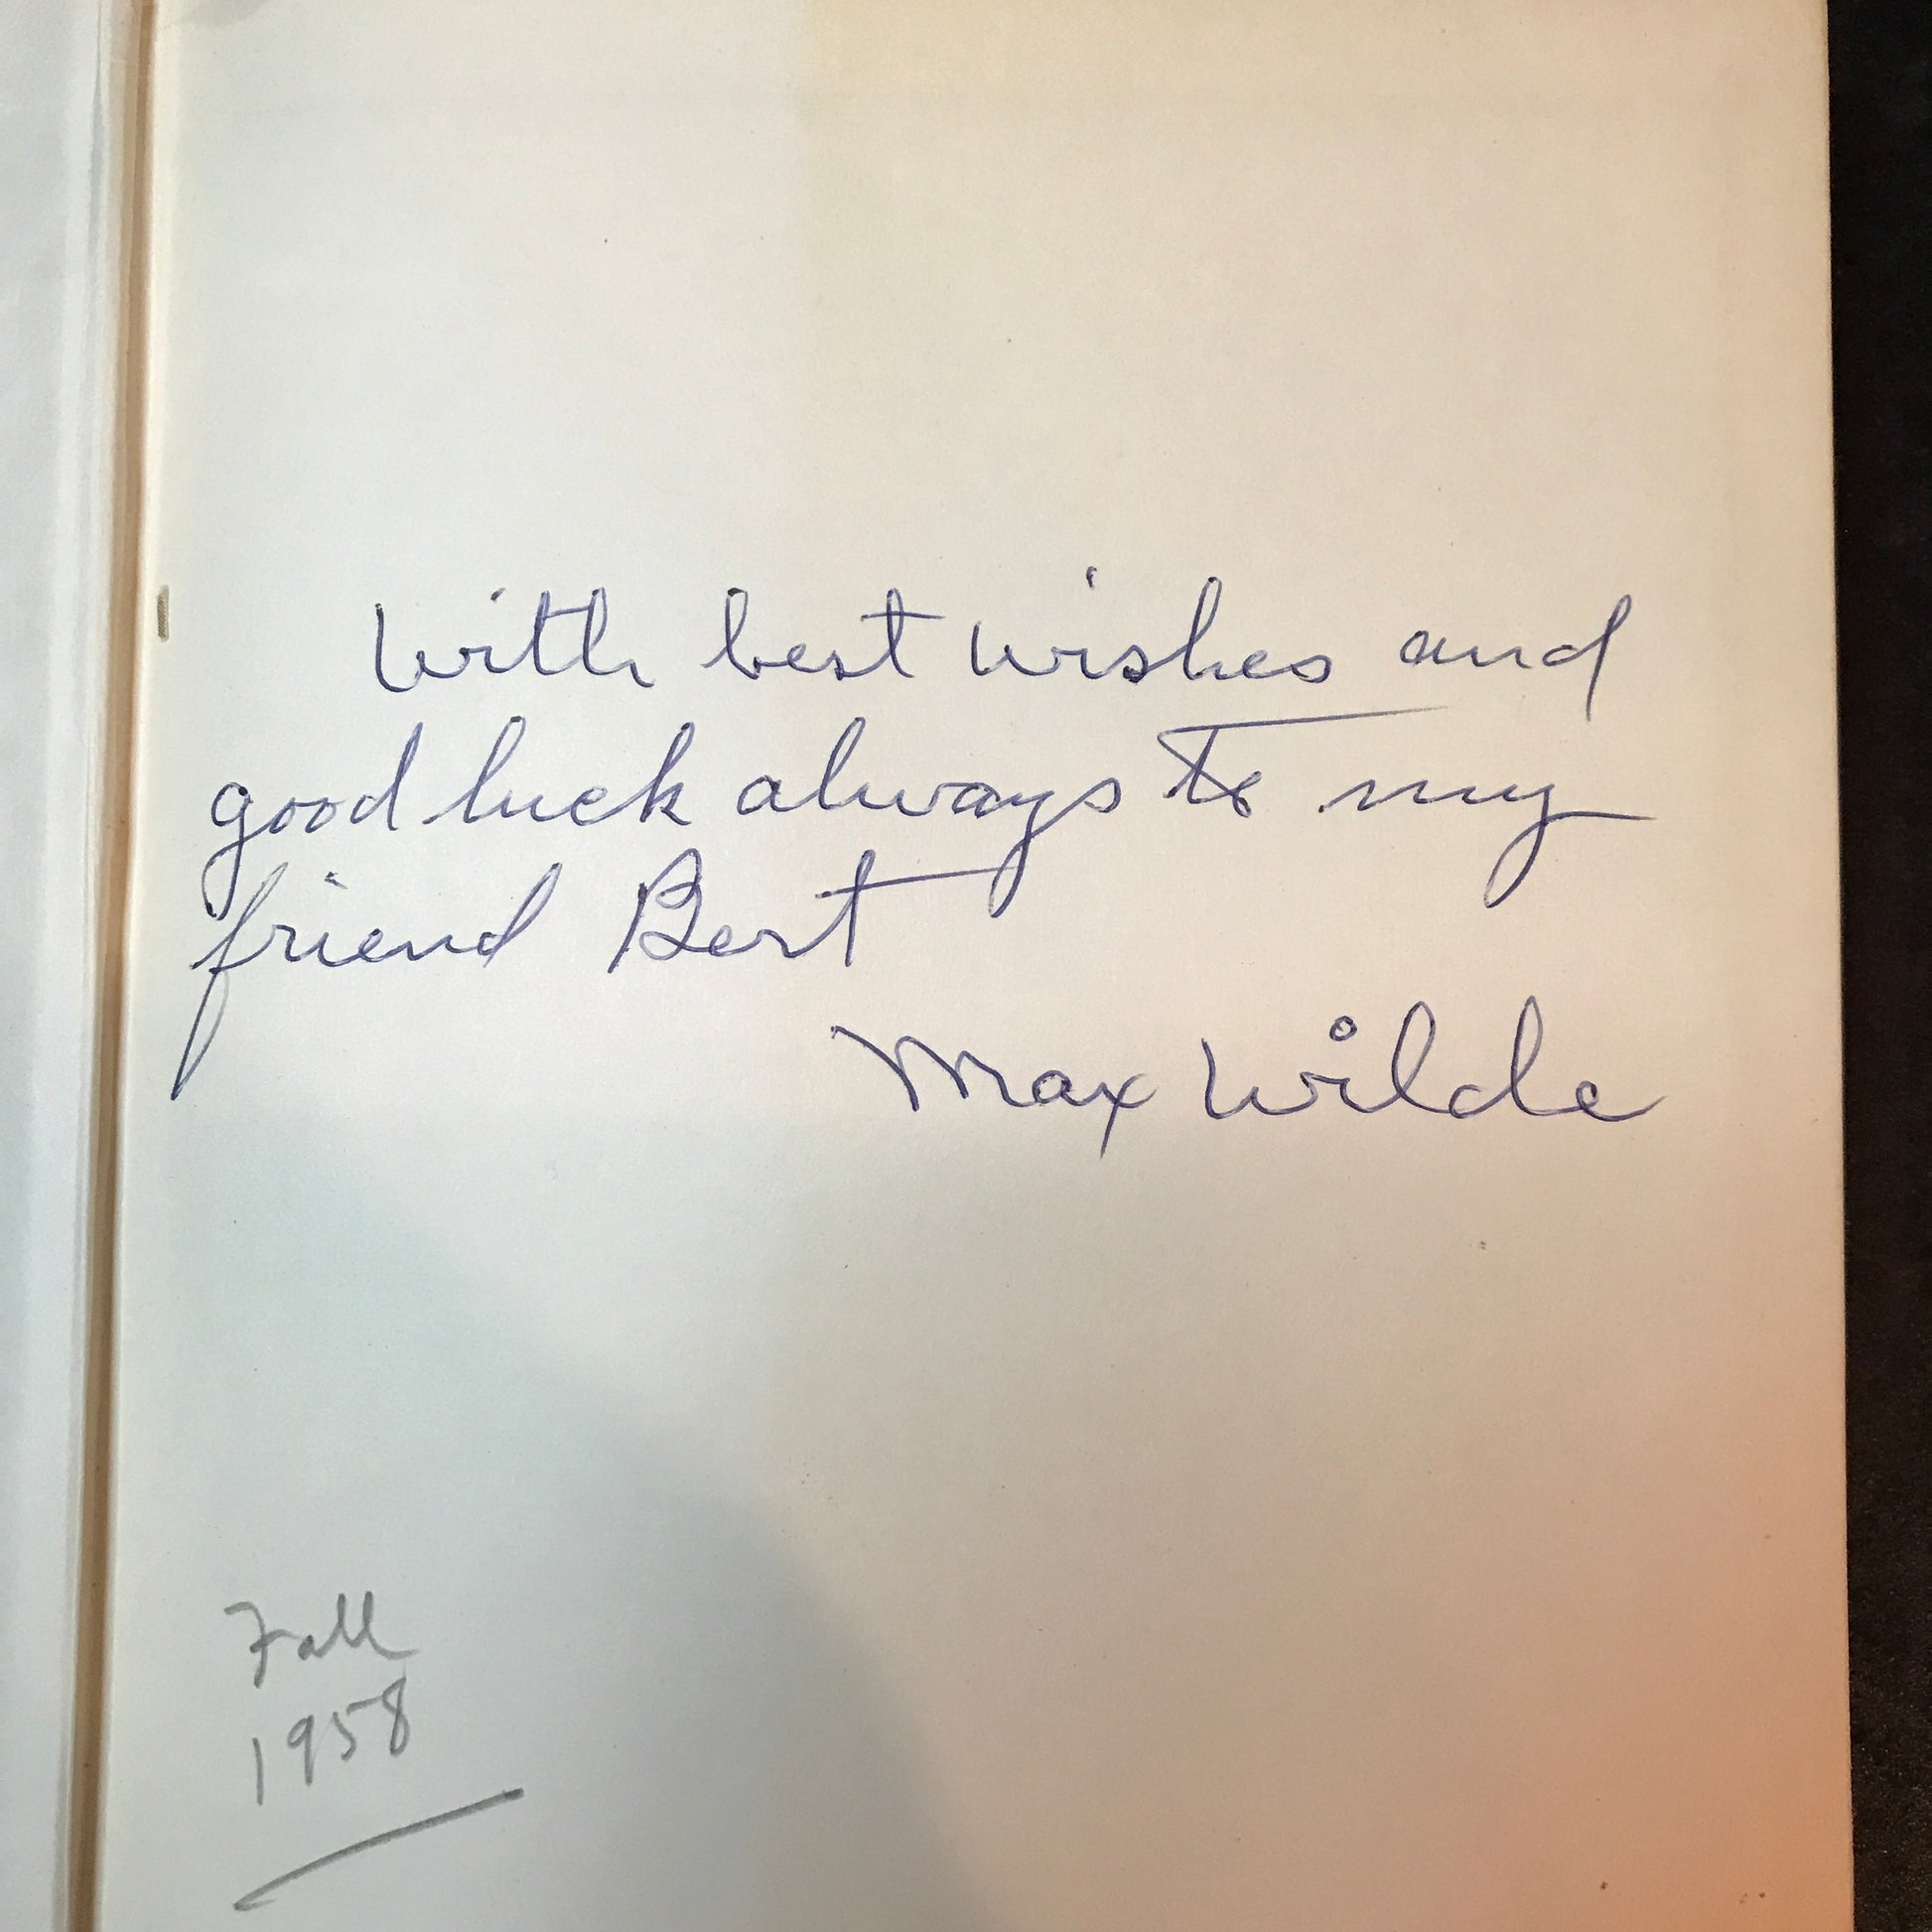 With best wishes and
good luck always to my
friend Bert
Max Wilde
Fall
1958